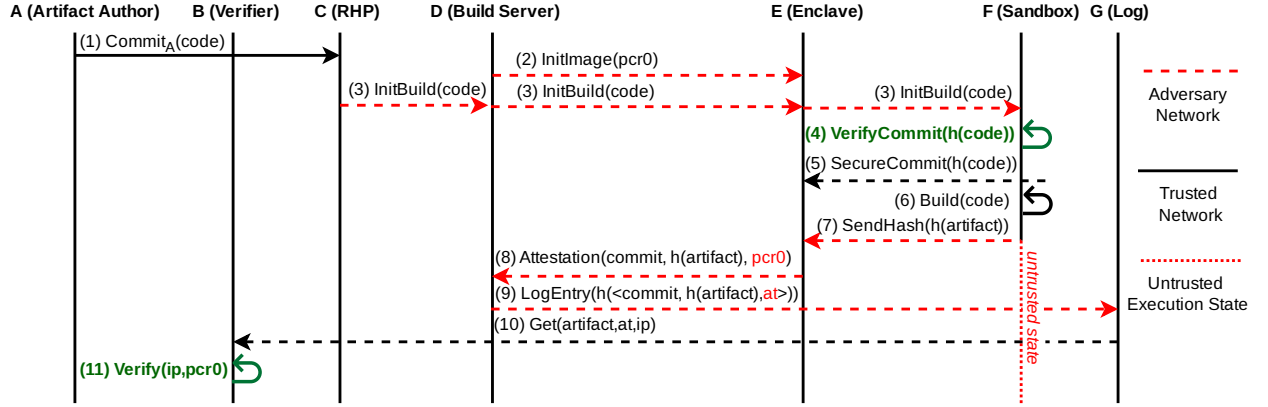 A (Artifact Author) B (Verifier) C (RHP) D (Build Server) E (Enclave) F (Sandbox) G (Log)
(1) Commit_A(code)
(2) InitImage(pcr0)
(3) InitBuild(code) (3) InitBuild(code) (3) InitBuild(code)
(4) VerifyCommit(h(code))
(5) SecureCommit(h(code))
(6) Build(code)
(7) SendHash(h(artifact))
(8) Attestation(commit, h(artifact), pcr0)
(9) LogEntry(h(<commit, h(artifact),at>))
(10) Get(artifact,at,ip)
(11) Verify(ip,pcr0)
untrusted state
Adversary
Network
Trusted
Network
Untrusted
Execution State